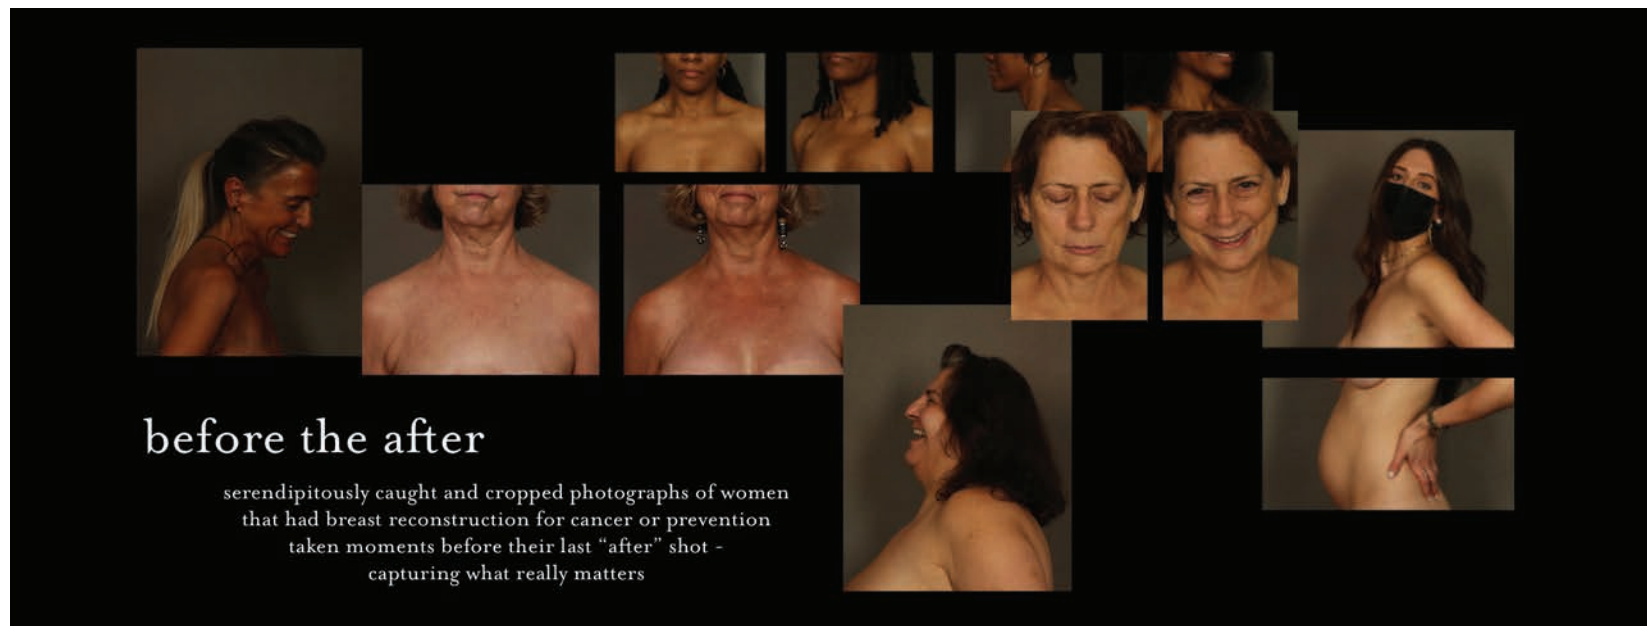 before the after
serendipitously caught and cropped photographs of women
that had breast reconstruction for cancer or prevention
taken moments before their last “after” shot -
capturing what really matters